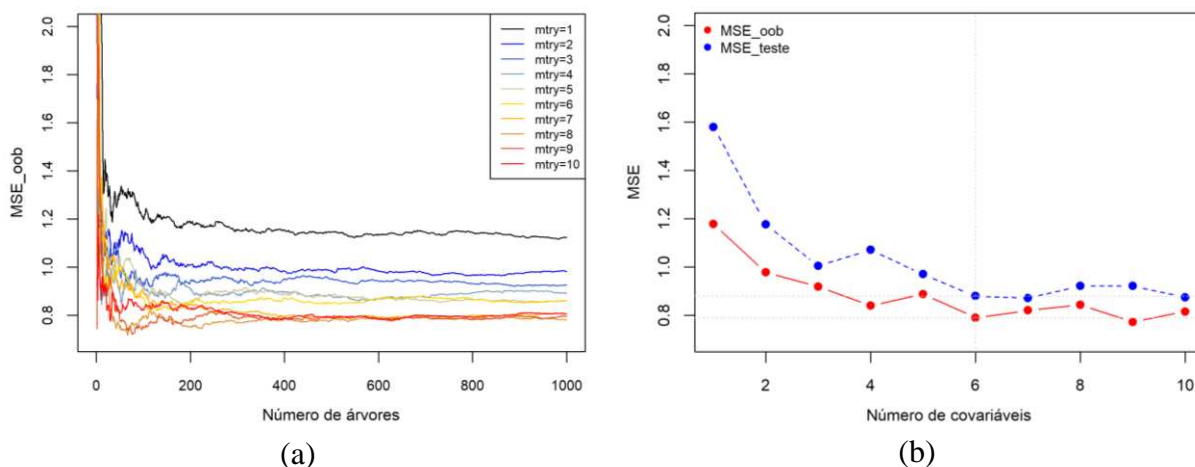 2.0
1.8
1.6
1.4
1.2
1.0
0.8
MSE_oob
mtry=1
mtry=2
mtry=3
mtry=4
mtry=5
mtry=6
mtry=7
mtry=8
mtry=9
mtry=10
0 200 400 600 800 1000
Número de árvores
(a)
2.0
1.8
1.6
1.4
1.2
1.0
0.8
MSE
MSE_oob
MSE_teste
2 4 6 8 10
Número de covariáveis
(b)